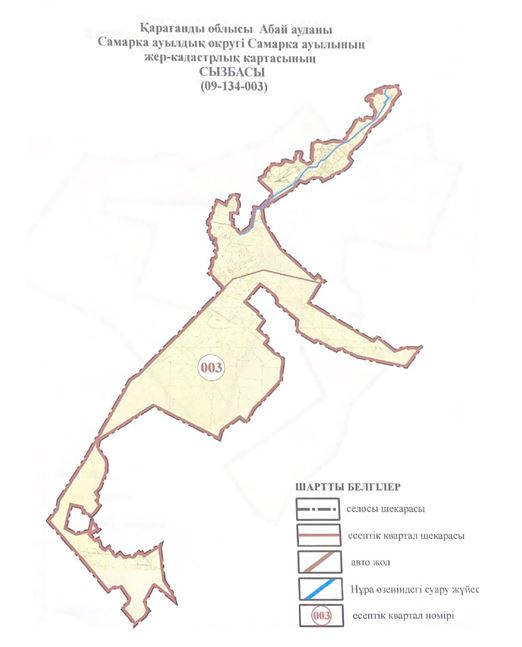 Қарағанды облысы Абай ауданы
Самарка ауылдық округі Самарка ауылының
жер-кадастрлық картасының
СЫЗБАСЫ
(09-134-003)
003
ШАРТТЫ БЕЛГІЛЕР
селосы шекарасы
есептік квартал шекарасы
авто жол
Нұра өзеніндегі суару жүйес
003 есептік квартал нөмірі